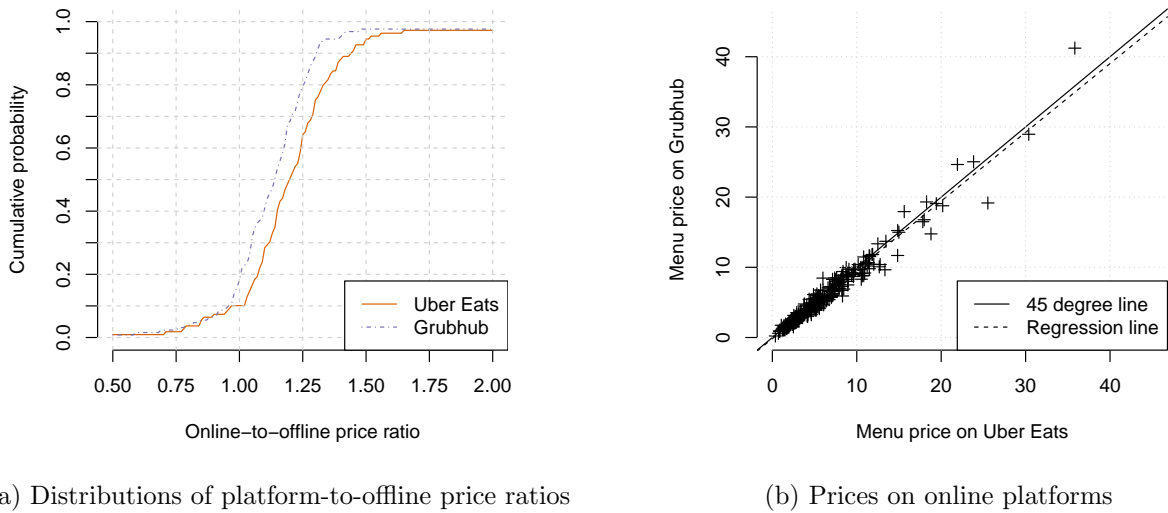 Cumulative probability
1.0
0.8
0.6
0.4
0.2
0.0
Uber Eats
Grubhub
0.50 0.75 1.00 1.25 1.50 1.75 2.00
Online−to−offline price ratio
a) Distributions of platform-to-offline price ratios
Menu price on Grubhub
40
30
20
10
0
45 degree line
Regression line
0 10 20 30 40
Menu price on Uber Eats
(b) Prices on online platforms